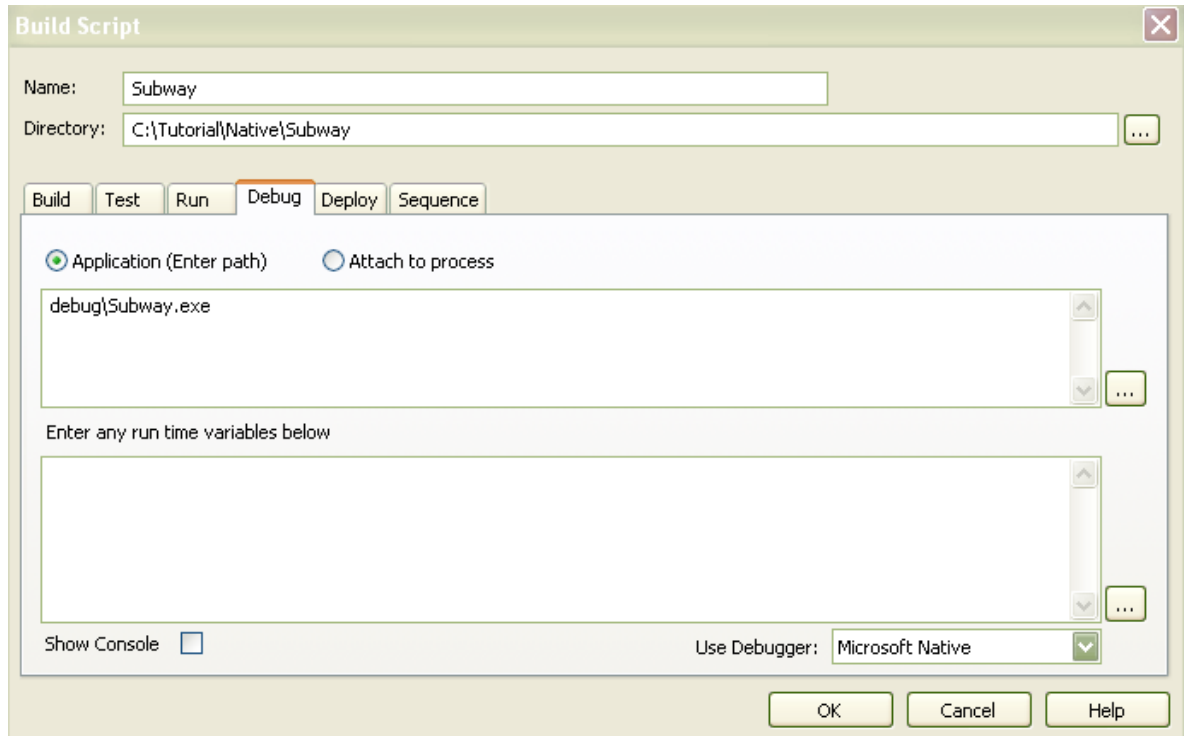 Build Script
Name: Subway
Directory: C:\Tutorial\Native\Subway ...
Build Test Run Debug Deploy Sequence
Application (Enter path) Attach to process
debug\Subway.exe
...
Enter any run time variables below
...
Show Console Use Debugger: Microsoft Native
OK Cancel Help